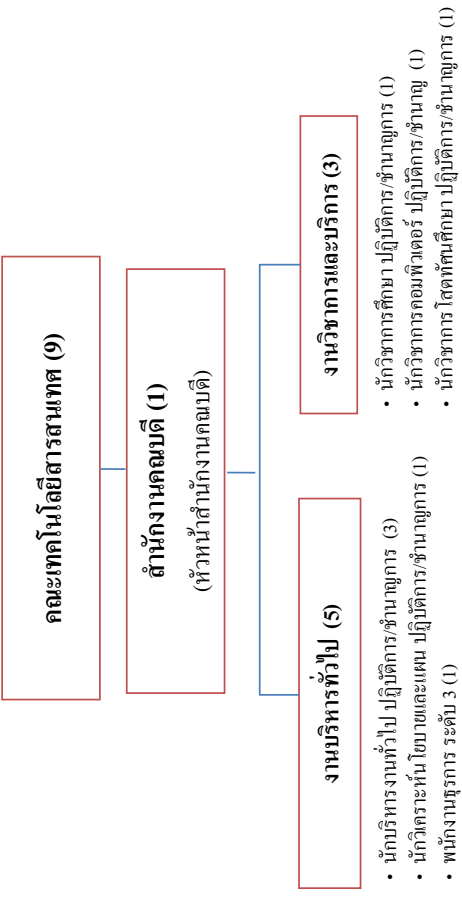 คณะเทคโนโลยีสารสนเทศ (9)
สำนักงานคณบดี (1)
(หัวหน้าสำนักงานคณบดี)
งานบริหารทั่วไป (5)
• นักบริหารงานทั่วไป ปฏิบัติการ/ชำนาญการ (3)
• นักวิเคราะห์นโยบายและแผน ปฏิบัติการ/ชำนาญการ (1)
• พนักงานธุรการ ระดับ 3 (1)
งานวิชาการและบริการ (3)
• นักวิชาการศึกษา ปฏิบัติการ/ชำนาญการ (1)
• นักวิชาการคอมพิวเตอร์ ปฏิบัติการ/ชำนาญ (1)
• นักวิชาการโสตทัศนศึกษา ปฏิบัติการ/ชำนาญการ (1)